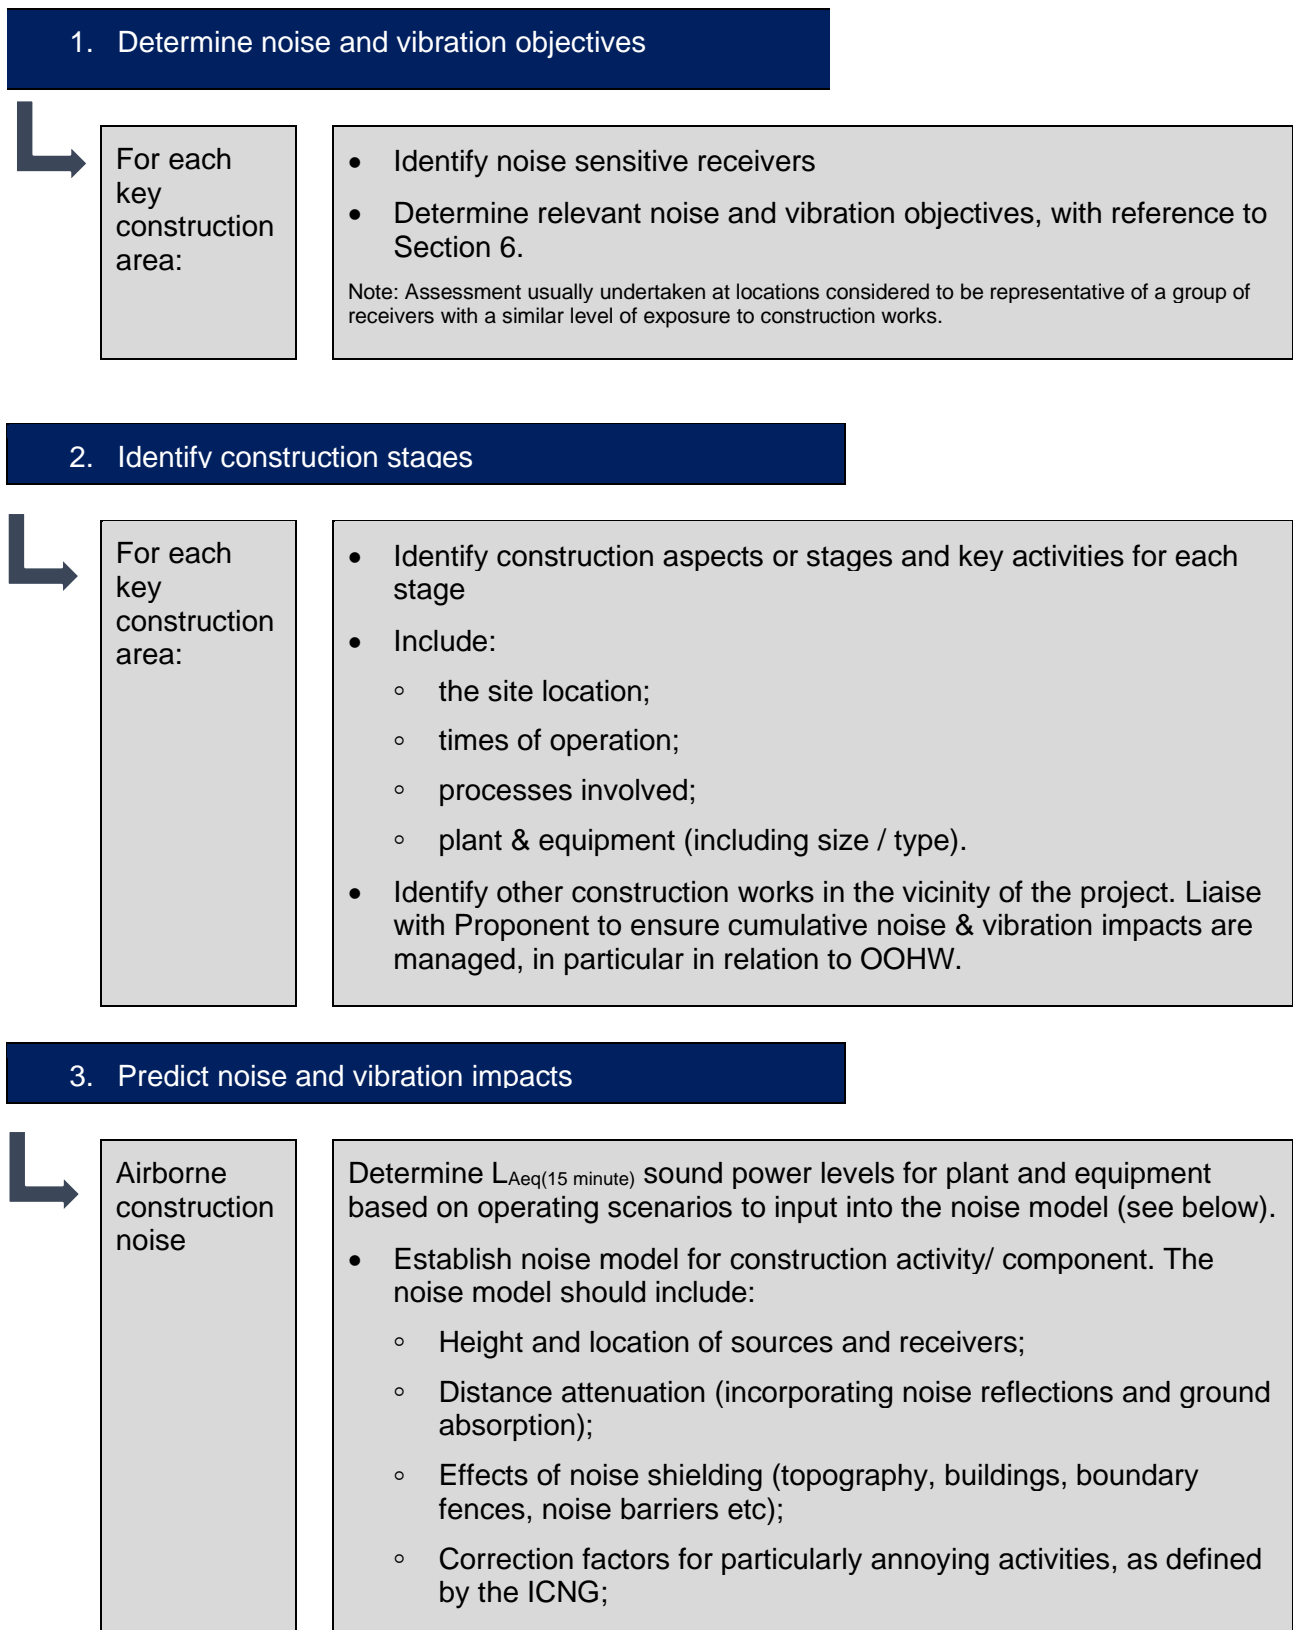 1. Determine noise and vibration objectives
For each
key
construction
area:
• Identify noise sensitive receivers
• Determine relevant noise and vibration objectives, with reference to
Section 6.
Note: Assessment usually undertaken at locations considered to be representative of a group of
receivers with a similar level of exposure to construction works.
2. Identify construction stages
For each
key
construction
area:
• Identify construction aspects or stages and key activities for each
stage
• Include:
◦ the site location;
◦ times of operation;
◦ processes involved;
◦ plant & equipment (including size / type).
• Identify other construction works in the vicinity of the project. Liaise
with Proponent to ensure cumulative noise & vibration impacts are
managed, in particular in relation to OOHW.
3. Predict noise and vibration impacts
Airborne
construction
noise
Determine LAeq(15 minute) sound power levels for plant and equipment
based on operating scenarios to input into the noise model (see below).
• Establish noise model for construction activity/ component. The
noise model should include:
◦ Height and location of sources and receivers;
◦ Distance attenuation (incorporating noise reflections and ground
absorption);
◦ Effects of noise shielding (topography, buildings, boundary
fences, noise barriers etc);
◦ Correction factors for particularly annoying activities, as defined
by the ICNG;